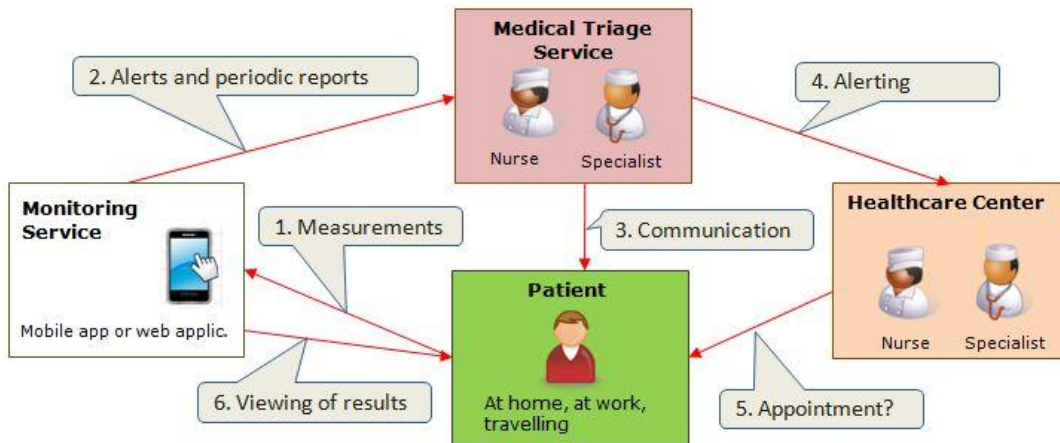 Medical Triage
Service
2. Alerts and periodic reports
4. Alerting
Nurse
Specialist
Monitoring
Service
1. Measurements
3. Communication
Healthcare Center
Patient
Mobile app or web applic.
Nurse
Specialist
6. Viewing of results
At home, at work,
travelling
5. Appointment?